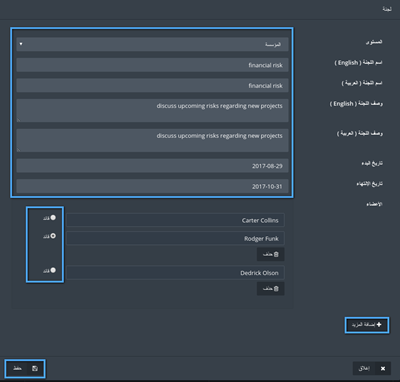 لجنة
المستوى
المؤسسة
اسم اللجنة ( English )
financial risk
اسم اللجنة ( العربية )
financial risk
وصف اللجنة ( English )
discuss upcoming risks regarding new projects
وصف اللجنة ( العربية )
discuss upcoming risks regarding new projects
تاريخ البدء
2017-08-29
تاريخ الإنتهاء
2017-10-31
الأعضاء
Carter Collins
قائد
Rodger Funk
قائد
حذف
Dedrick Olson
قائد
حذف
إضافة المزيد
إغلاق
حفظ